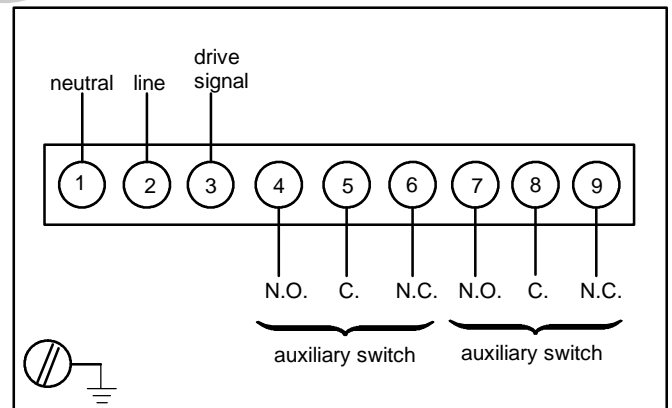 drive
neutral line signal
1 2 3 4 5 6 7 8 9
N.O. C. N.C. N.O. C. N.C.
auxiliary switch auxiliary switch